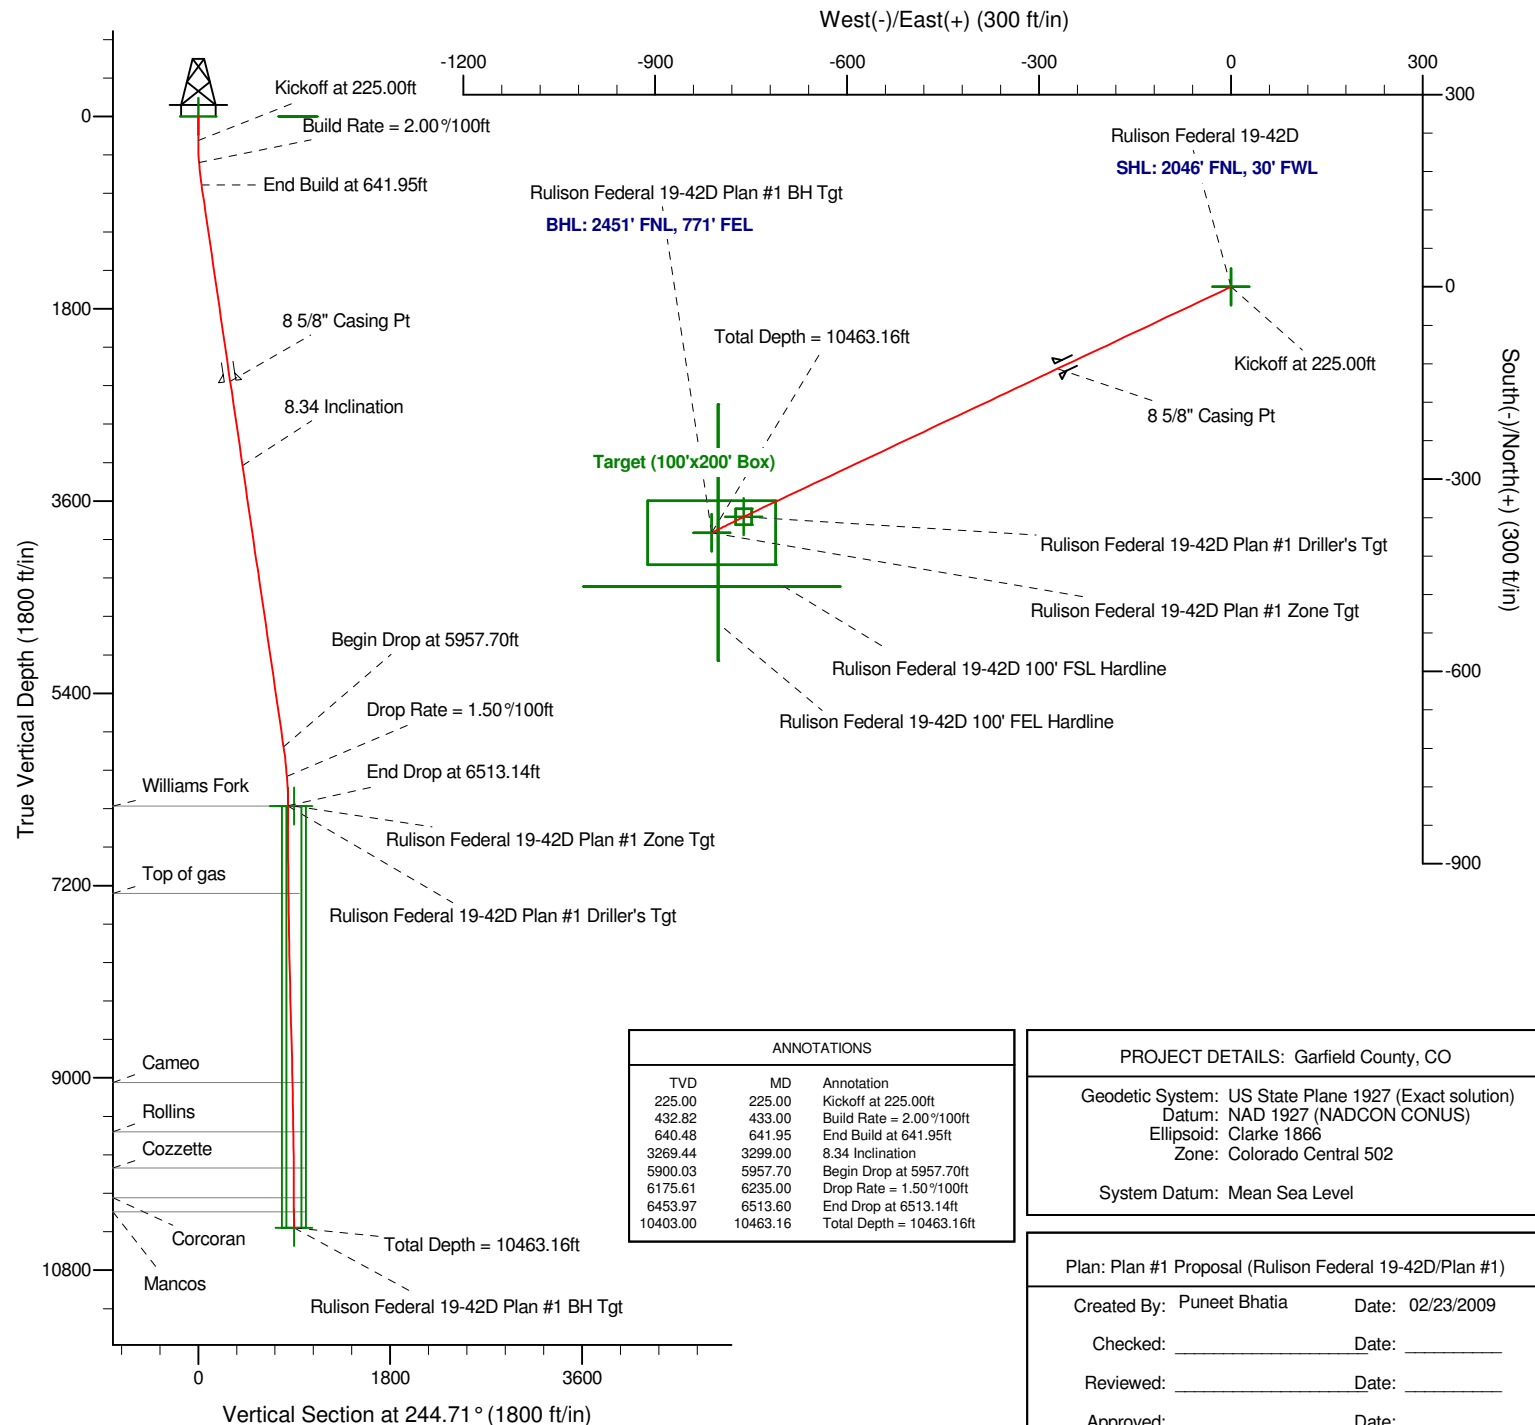 West(-)/East(+) (300 ft/in)
-1200
-900
-600
-300
0
300
300
0
-300
-600
-900
South(-)/North(+) (300 ft/in)
Kickoff at 225.00ft
Build Rate = 2.00°/100ft
End Build at 641.95ft
8 5/8" Casing Pt
8.34 Inclination
Begin Drop at 5957.70ft
Drop Rate = 1.50°/100ft
End Drop at 6513.14ft
Rulison Federal 19-42D Plan #1 Zone Tgt
Rulison Federal 19-42D Plan #1 Driller's Tgt
Williams Fork
Top of gas
Cameo
Rollins
Cozzette
Corcoran
Mancos
Total Depth = 10463.16ft
Rulison Federal 19-42D Plan #1 BH Tgt
True Vertical Depth (1800 ft/in)
0
1800
3600
5400
7200
9000
10800
0
1800
3600
Vertical Section at 244.71° (1800 ft/in)
Rulison Federal 19-42D
SHL: 2046' FNL, 30' FWL
Rulison Federal 19-42D Plan #1 BH Tgt
BHL: 2451' FNL, 771' FEL
Total Depth = 10463.16ft
Kickoff at 225.00ft
8 5/8" Casing Pt
Target (100'x200' Box)
Rulison Federal 19-42D Plan #1 Driller's Tgt
Rulison Federal 19-42D Plan #1 Zone Tgt
Rulison Federal 19-42D 100' FSL Hardline
Rulison Federal 19-42D 100' FEL Hardline
ANNOTATIONS
TVD MD Annotation
225.00 225.00 Kickoff at 225.00ft
432.82 433.00 Build Rate = 2.00°/100ft
640.48 641.95 End Build at 641.95ft
3269.44 3299.00 8.34 Inclination
5900.03 5957.70 Begin Drop at 5957.70ft
6175.61 6235.00 Drop Rate = 1.50°/100ft
6453.97 6513.60 End Drop at 6513.14ft
10403.00 10463.16 Total Depth = 10463.16ft
PROJECT DETAILS: Garfield County, CO
Geodetic System: US State Plane 1927 (Exact solution)
Datum: NAD 1927 (NADCON CONUS)
Ellipsoid: Clarke 1866
Zone: Colorado Central 502
System Datum: Mean Sea Level
Plan: Plan #1 Proposal (Rulison Federal 19-42D/Plan #1)
Created By: Puneet Bhatia Date: 02/23/2009
Checked: ____________________ Date: __________
Reviewed: ____________________ Date: __________
Approved: Date: